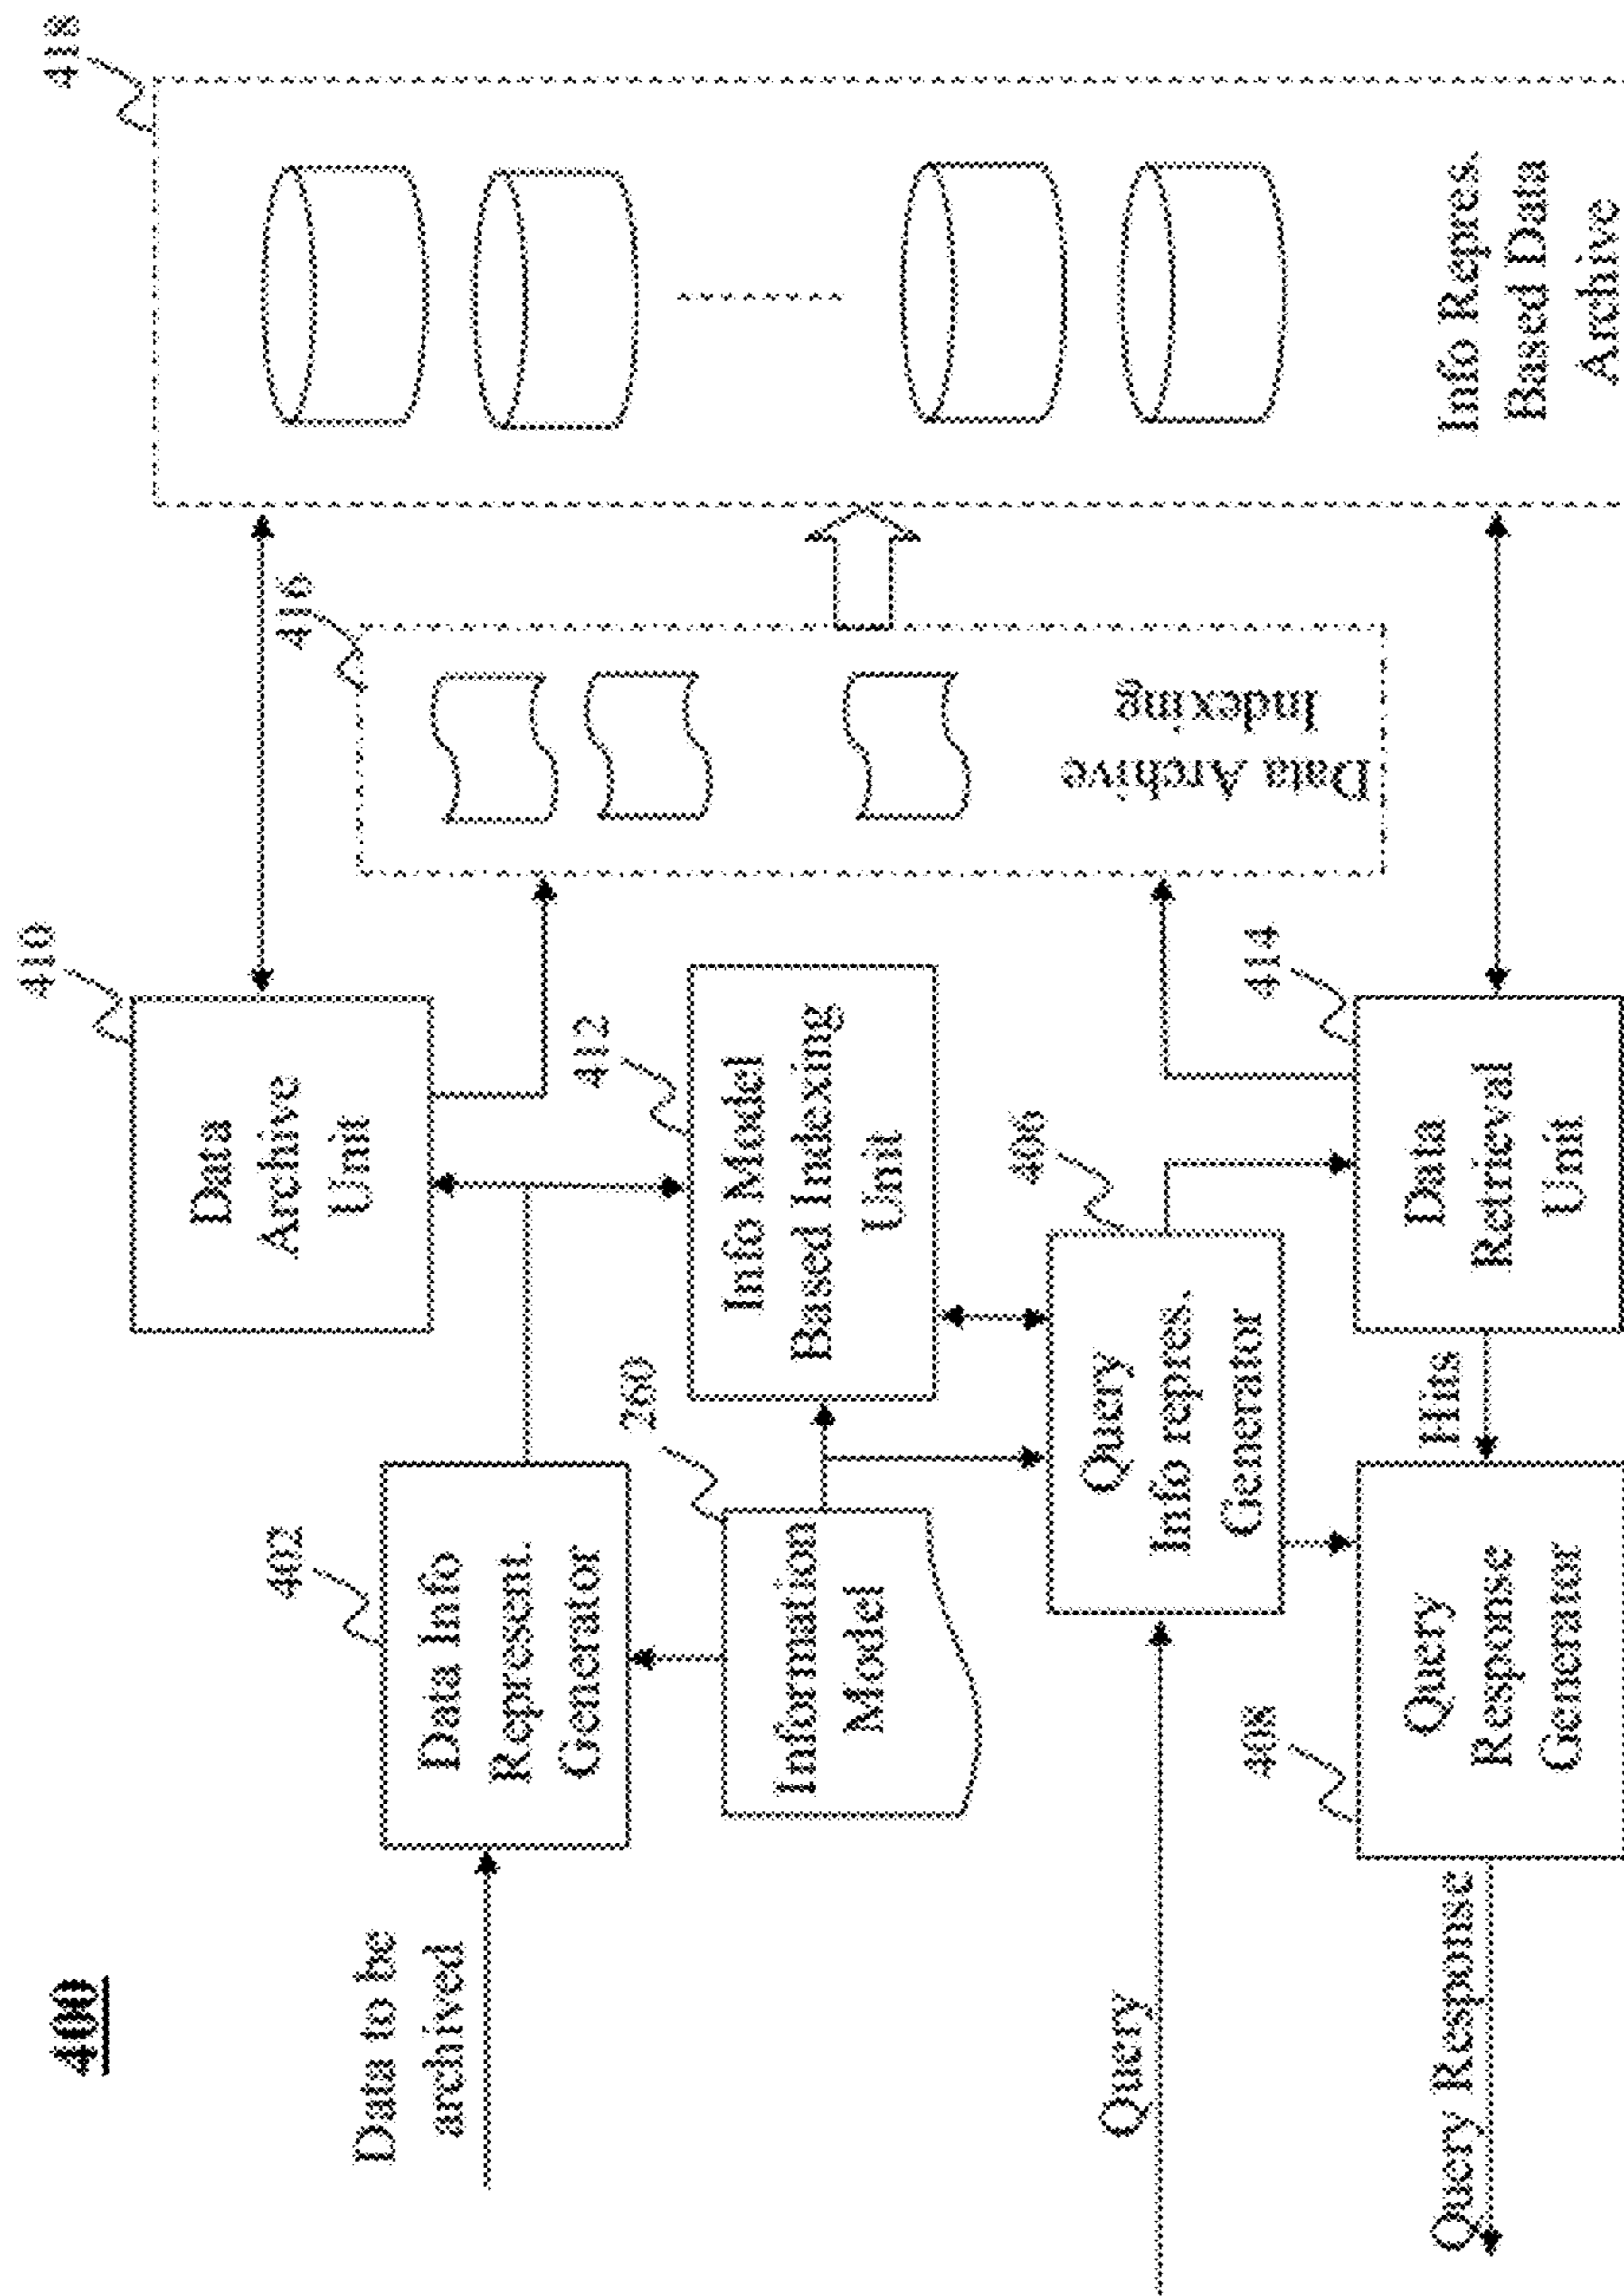 400
Data to be
archived
402
Data Info
Represent.
Generator
410
Data
Archive
Unit
260
Information
Model
412
Info Model
Based Indexing
Unit
416
Data Archive
Indexing
418
Info Repres.
Based Data
Archive
Query
406
Query
Info repres.
Generator
414
Data
Retrieval
Unit
Hits
408
Query
Response
Generator
Query Response